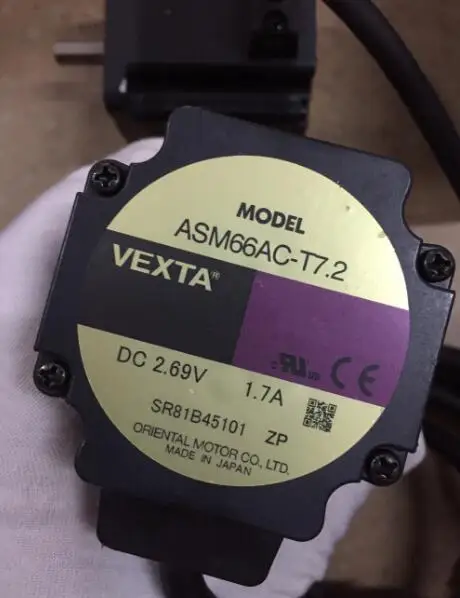 MODEL
ASM66AC-T7.2
VEXTA®
DC 2.69V 1.7A
SR81B45101 ZP
ORIENTAL MOTOR CO., LTD.
MADE IN JAPAN